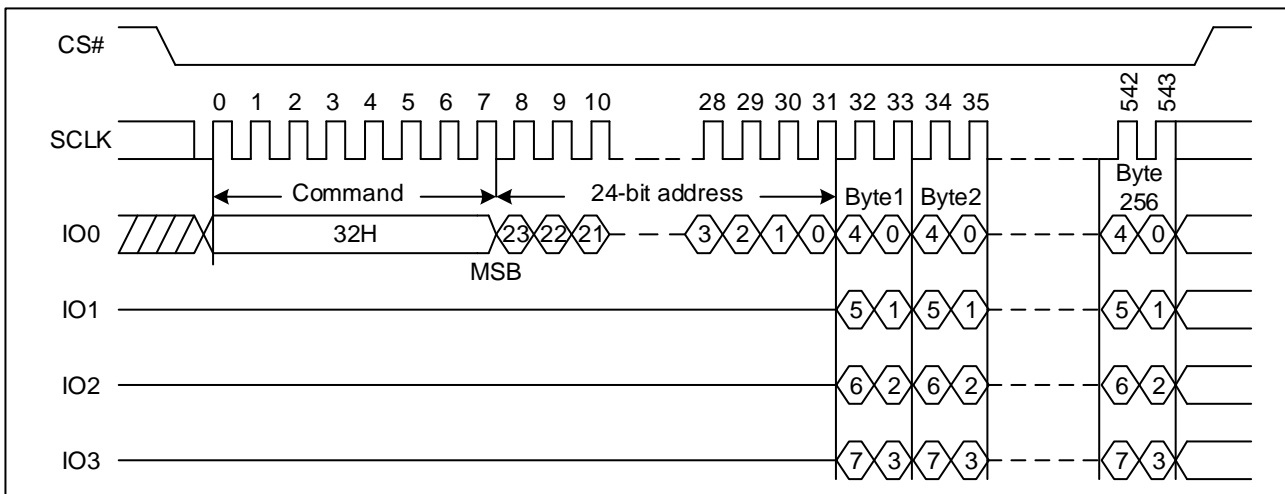 CS#
542
543
0 1 2 3 4 5 6 7 8 9 10 28 29 30 31 32 33 34 35
SCLK
Command 24-bit address Byte1 Byte2 Byte
256
IO0 32H 23 22 21 3 2 1 0 4 0 4 0 4 0
MSB
IO1 5 1 5 1 5 1
IO2 6 2 6 2 6 2
IO3 7 3 7 3 7 3